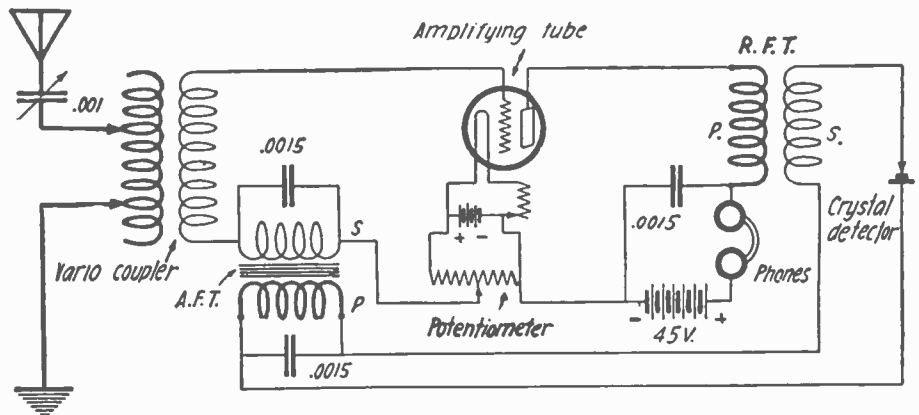 Amplifying tube
R.F.T.
.001
P.
S.
.0015
S
+ -
.0015
Crystal
detector
Vario coupler
A.F.T.
P
Potentiometer
Phones
- +
45V.
.0015